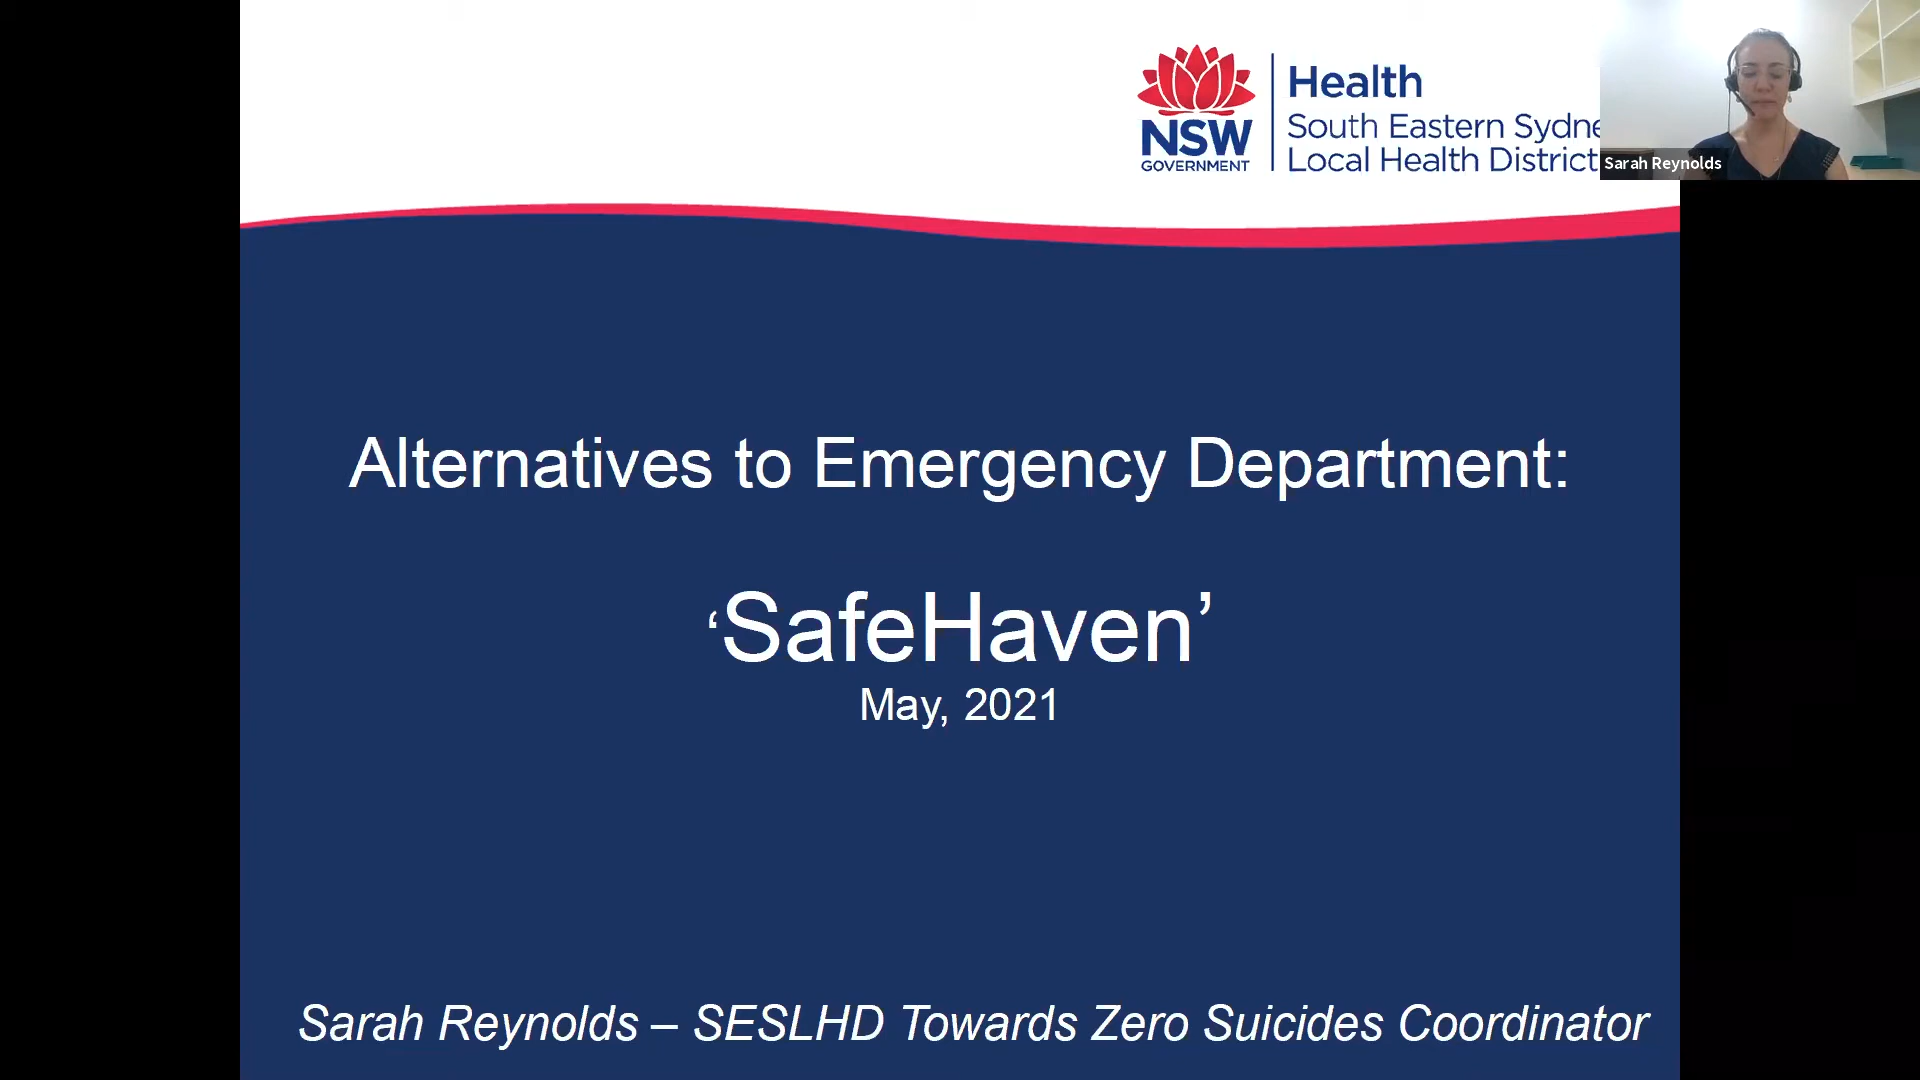 NSW
GOVERNMENT
Health
South Eastern Sydne
Local Health District
Sarah Reynolds
Alternatives to Emergency Department:
‘SafeHaven’
May, 2021
Sarah Reynolds – SESLHD Towards Zero Suicides Coordinator